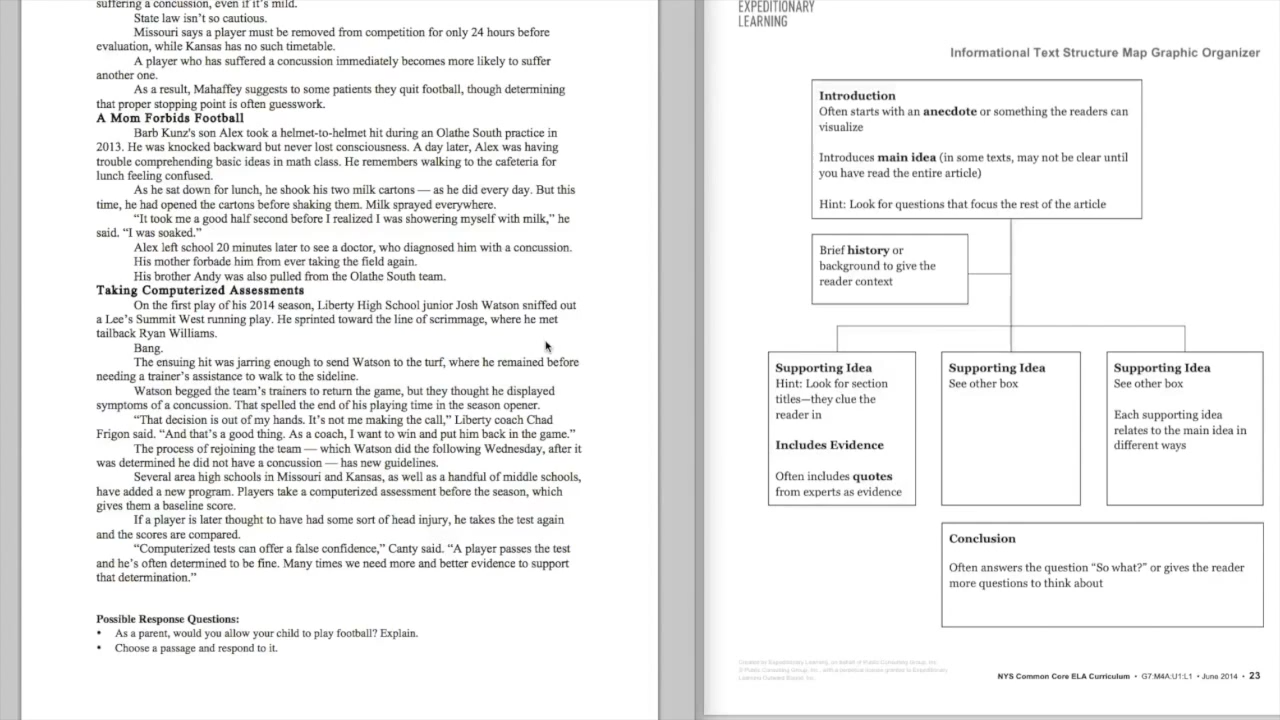 suffering a concussion, even if it's mild.
State law isn't so cautious.
Missouri says a player must be removed from competition for only 24 hours before
evaluation, while Kansas has no such timetable.
A player who has suffered a concussion immediately becomes more likely to suffer
another one.
As a result, Mahaffey suggests to some patients they quit football, though determining
that proper stopping point is often guesswork.
A Mom Forbids Football
Barb Kunz's son Alex took a helmet-to-helmet hit during an Olathe South practice in
2013. He was knocked backward but never lost consciousness. A day later, Alex was having
trouble comprehending basic ideas in math class. He remembers walking to the cafeteria for
lunch feeling confused.
As he sat down for lunch, he shook his two milk cartons — as he did every day. But this
time, he had opened the cartons before shaking them. Milk sprayed everywhere.
“It took me a good half second before I realized I was showering myself with milk,” he
said. “I was soaked.”
Alex left school 20 minutes later to see a doctor, who diagnosed him with a concussion.
His mother forbade him from ever taking the field again.
His brother Andy was also pulled from the Olathe South team.
Taking Computerized Assessments
On the first play of his 2014 season, Liberty High School junior Josh Watson sniffed out
a Lee's Summit West running play. He sprinted toward the line of scrimmage, where he met
tailback Ryan Williams.
Bang.
The ensuing hit was jarring enough to send Watson to the turf, where he remained before
needing a trainer's assistance to walk to the sideline.
Watson begged the team's trainers to return the game, but they thought he displayed
symptoms of a concussion. That spelled the end of his playing time in the season opener.
“That decision is out of my hands. It's not me making the call,” Liberty coach Chad
Frigon said. “And that's a good thing. As a coach, I want to win and put him back in the game.”
The process of rejoining the team — which Watson did the following Wednesday, after it
was determined he did not have a concussion — has new guidelines.
Several area high schools in Missouri and Kansas, as well as a handful of middle schools,
have added a new program. Players take a computerized assessment before the season, which
gives them a baseline score.
If a player is later thought to have had some sort of head injury, he takes the test again
and the scores are compared.
“Computerized tests can offer a false confidence,” Canty said. “A player passes the test
and he's often determined to be fine. Many times we need more and better evidence to support
that determination.”
Possible Response Questions:
• As a parent, would you allow your child to play football? Explain.
• Choose a passage and respond to it.
EXPEDITIONARY
LEARNING
Informational Text Structure Map Graphic Organizer
Introduction
Often starts with an anecdote or something the readers can
visualize
Introduces main idea (in some texts, may not be clear until
you have read the entire article)
Hint: Look for questions that focus the rest of the article
Brief history or
background to give the
reader context
Supporting Idea
Hint: Look for section
titles—they clue the
reader in
Includes Evidence
Often includes quotes
from experts as evidence
Supporting Idea
See other box
Supporting Idea
See other box
Each supporting idea
relates to the main idea in
different ways
Conclusion
Often answers the question “So what?” or gives the reader
more questions to think about
Created by Expeditionary Learning, on behalf of Public Consulting Group, Inc.
© Public Consulting Group, Inc., with a perpetual license granted to Expeditionary
Learning Outward Bound, Inc.
NYS Common Core ELA Curriculum • G7:M4A:U1:L1 • June 2014 • 23